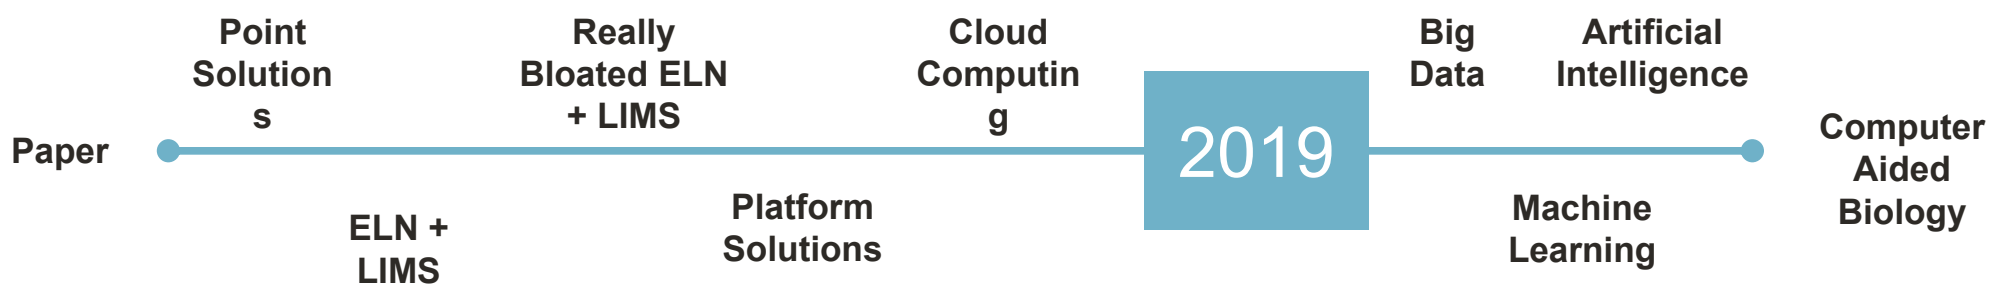 Paper
Point
Solution
s
ELN +
LIMS
Really
Bloated ELN
+ LIMS
Platform
Solutions
Cloud
Computin
g
2019
Big
Data
Machine
Learning
Artificial
Intelligence
Computer
Aided
Biology